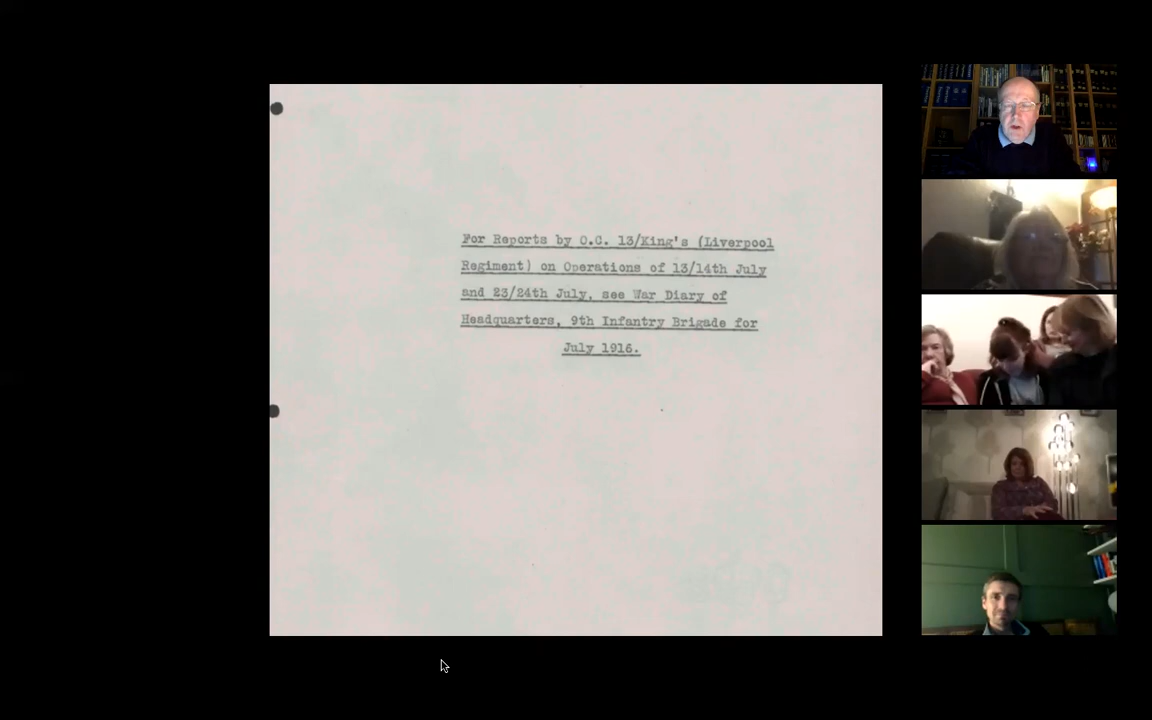 For Reports by O.C. 13/King's (Liverpool
Regiment) on Operations of 13/14th July
and 23/24th July, see War Diary of
Headquarters, 9th Infantry Brigade for
July 1916.